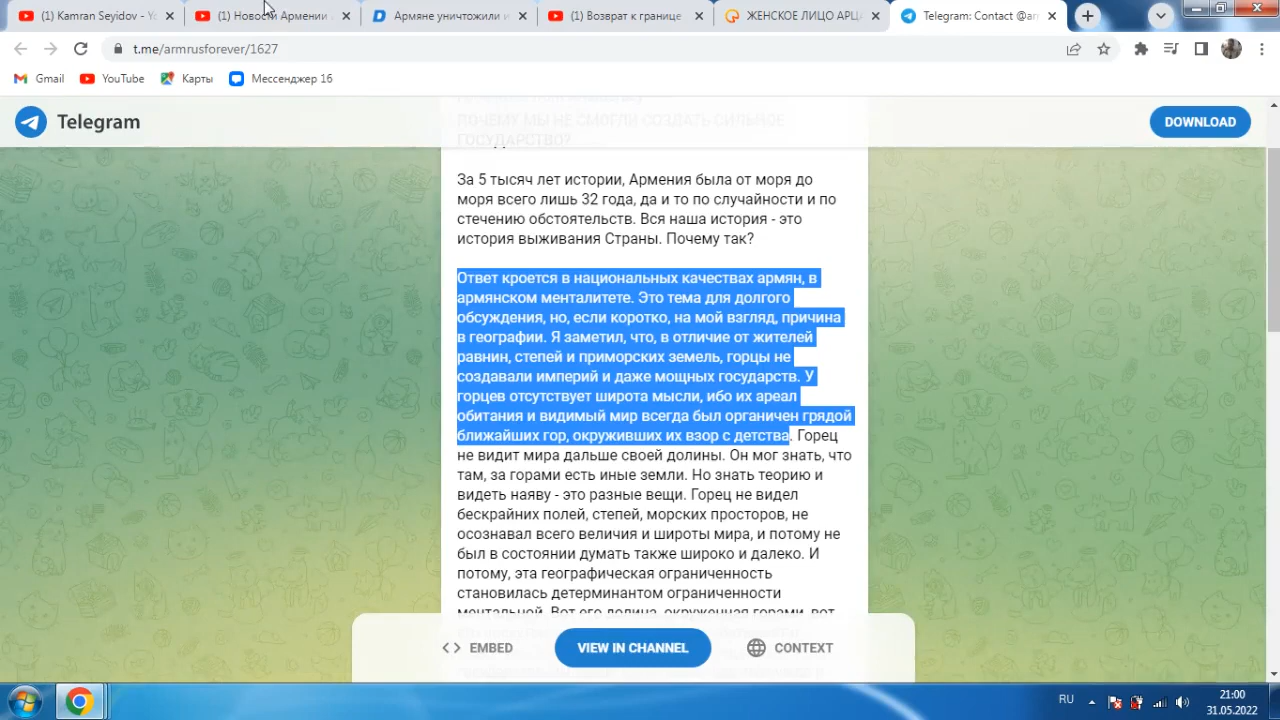 (1) Kamran Seyidov - Yo
(1) Новости Армении
Армяне уничтожили и
(1) Возврат к границе
ЖЕНСКОЕ ЛИЦО АРЦА
Telegram: Contact @arm
t.me/armrusforever/1627
Gmail
YouTube
Карты
Мессенджер 16
Telegram
DOWNLOAD
ПОЧЕМУ МЫ НЕ СМОГЛИ СОЗДАТЬ СИЛЬНОЕ
ГОСУДАРСТВО?
За 5 тысяч лет истории, Армения была от моря до
моря всего лишь 32 года, да и то по случайности и по
стечению обстоятельств. Вся наша история - это
история выживания Страны. Почему так?
Ответ кроется в национальных качествах армян, в
армянском менталитете. Это тема для долгого
обсуждения, но, если коротко, на мой взгляд, причина
в географии. Я заметил, что, в отличие от жителей
равнин, степей и приморских земель, горцы не
создавали империй и даже мощных государств. У
горцев отсутствует широта мысли, ибо их ареал
обитания и видимый мир всегда был органичен грядой
ближайших гор, окруживших их взор с детства. Горец
не видит мира дальше своей долины. Он мог знать, что
там, за горами есть иные земли. Но знать теорию и
видеть наяву - это разные вещи. Горец не видел
бескрайних полей, степей, морских просторов, не
осознавал всего величия и широты мира, и потому не
был в состоянии думать также широко и далеко. И
потому, эта географическая ограниченность
становилась детерминантом ограниченности
ментальной. Вот его долина, окруженная горами, вот
EMBED
VIEW IN CHANNEL
CONTEXT
RU
21:00
31.05.2022